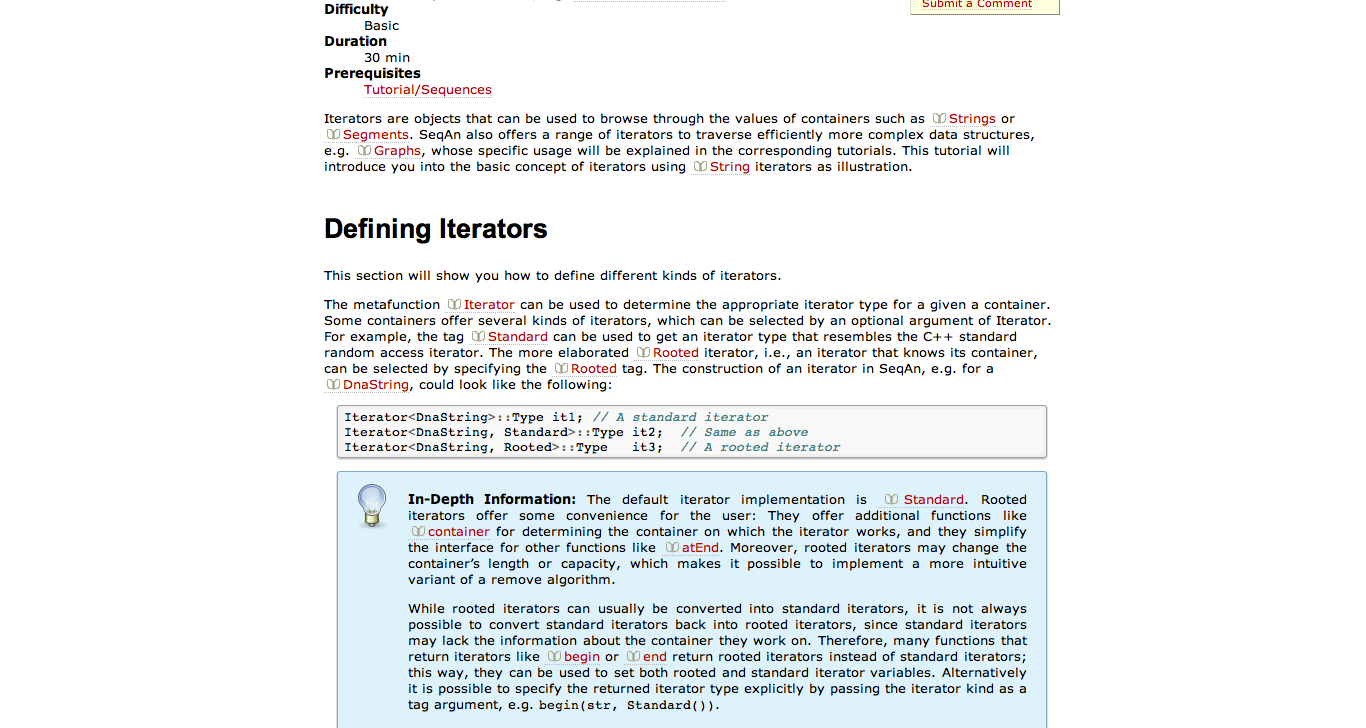 Submit a Comment
Difficulty
Basic
Duration
30 min
Prerequisites
Tutorial/Sequences
Iterators are objects that can be used to browse through the values of containers such as Strings or
Segments. SeqAn also offers a range of iterators to traverse efficiently more complex data structures,
e.g. Graphs, whose specific usage will be explained in the corresponding tutorials. This tutorial will
introduce you into the basic concept of iterators using String iterators as illustration.
Defining Iterators
This section will show you how to define different kinds of iterators.
The metafunction Iterator can be used to determine the appropriate iterator type for a given a container.
Some containers offer several kinds of iterators, which can be selected by an optional argument of Iterator.
For example, the tag Standard can be used to get an iterator type that resembles the C++ standard
random access iterator. The more elaborated Rooted iterator, i.e., an iterator that knows its container,
can be selected by specifying the Rooted tag. The construction of an iterator in SeqAn, e.g. for a
DnaString, could look like the following:
Iterator<DnaString>::Type it1; // A standard iterator
Iterator<DnaString, Standard>::Type it2;  // Same as above
Iterator<DnaString, Rooted>::Type   it3;  // A rooted iterator
In-Depth Information: The default iterator implementation is Standard. Rooted
iterators offer some convenience for the user: They offer additional functions like
container for determining the container on which the iterator works, and they simplify
the interface for other functions like atEnd. Moreover, rooted iterators may change the
container's length or capacity, which makes it possible to implement a more intuitive
variant of a remove algorithm.
While rooted iterators can usually be converted into standard iterators, it is not always
possible to convert standard iterators back into rooted iterators, since standard iterators
may lack the information about the container they work on. Therefore, many functions that
return iterators like begin or end return rooted iterators instead of standard iterators;
this way, they can be used to set both rooted and standard iterator variables. Alternatively
it is possible to specify the returned iterator type explicitly by passing the iterator kind as a
tag argument, e.g. begin(str, Standard()).